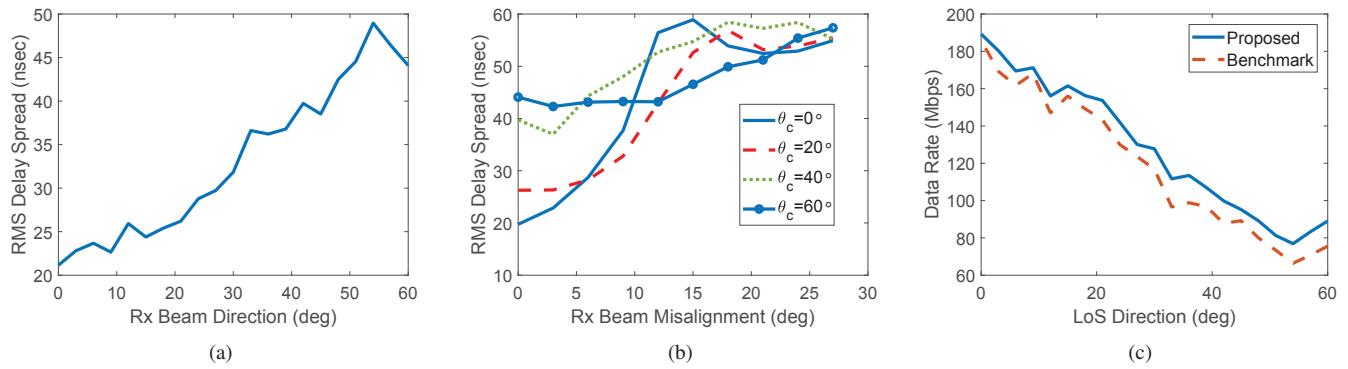 50
45
40
35
30
25
20
0
10
20
30
40
50
60
RMS Delay Spread (nsec)
Rx Beam Direction (deg)
(a)
60
50
40
30
20
10
0
5
10
15
20
25
30
RMS Delay Spread (nsec)
Rx Beam Misalignment (deg)
θc=0°
θc=20°
θc=40°
θc=60°
(b)
200
180
160
140
120
100
80
60
0
20
40
60
Data Rate (Mbps)
LoS Direction (deg)
Proposed
Benchmark
(c)